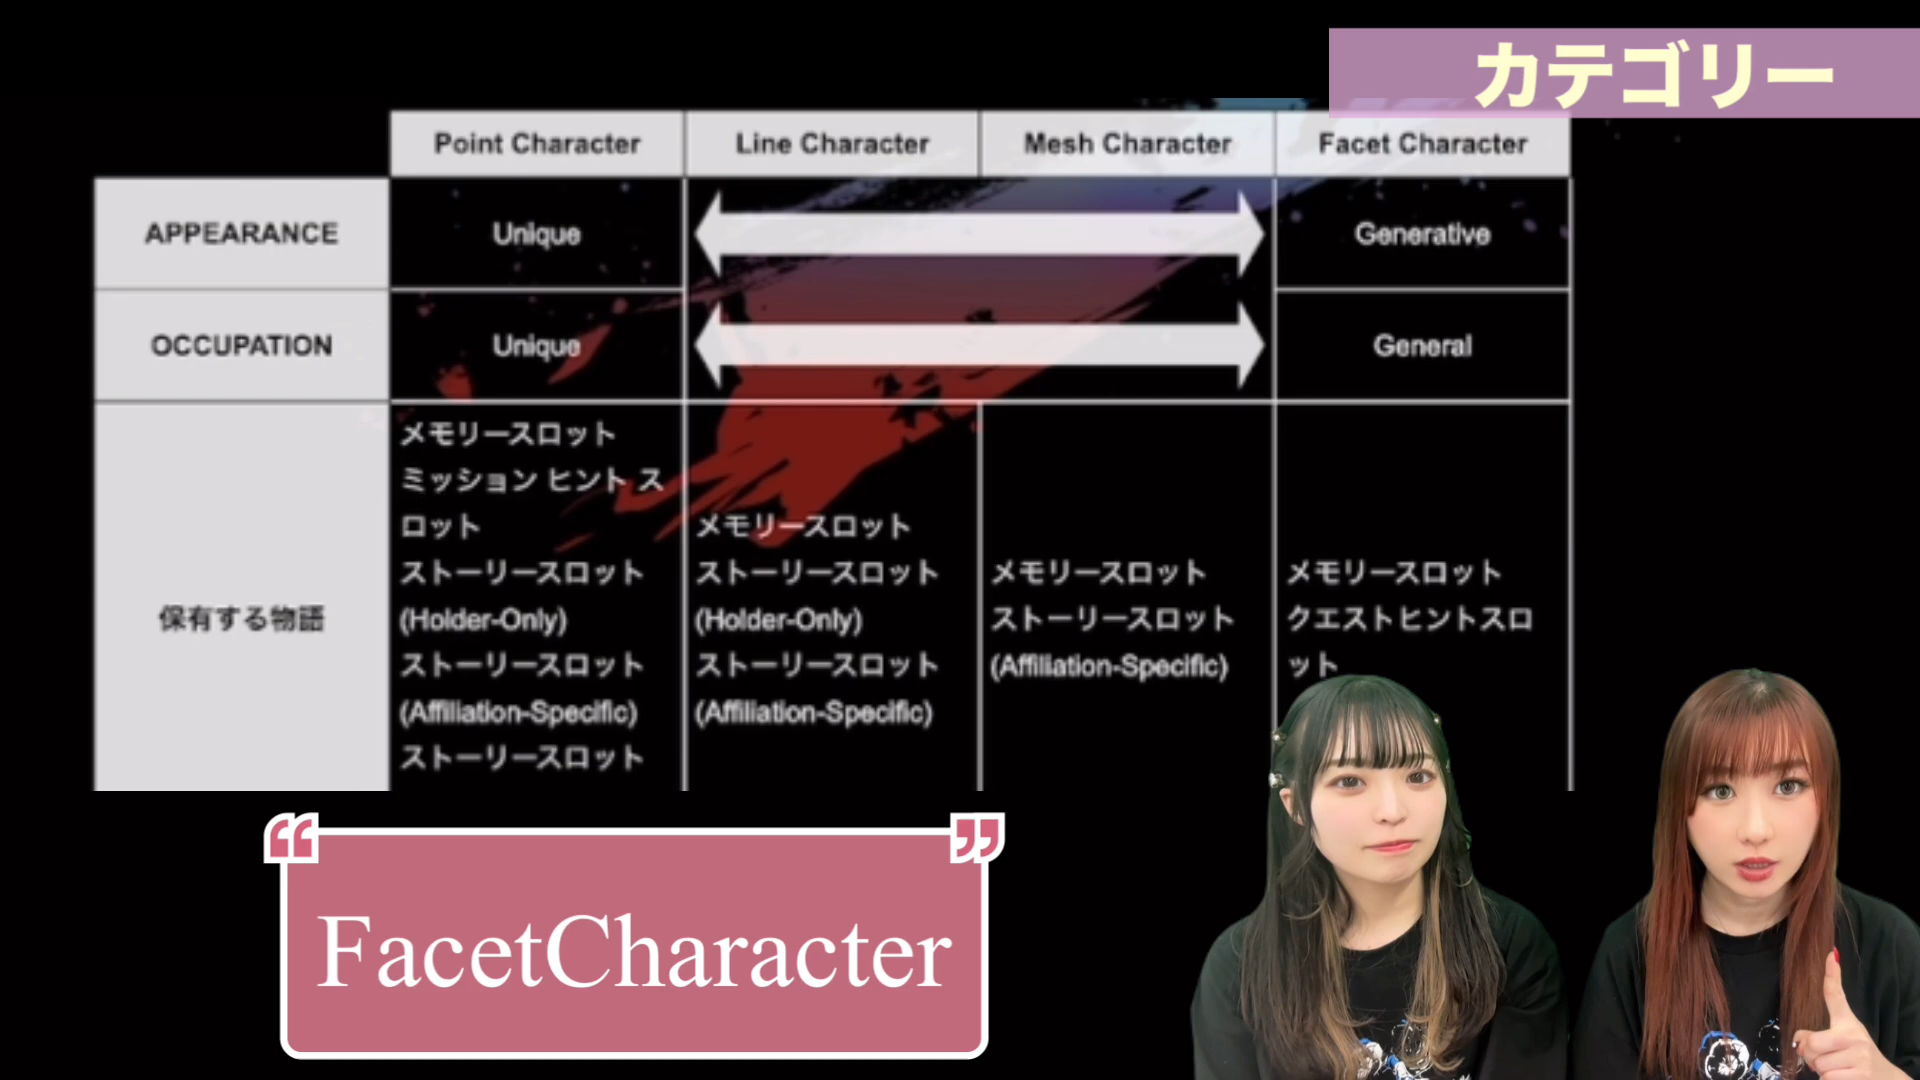 カテゴリー
Point Character
Line Character
Mesh Character
Facet Character
APPEARANCE
Unique
Generative
OCCUPATION
Unique
General
保有する物語
メモリースロット
ミッション ヒント ス
ロット
ストーリースロット
(Holder-Only)
ストーリースロット
(Affiliation-Specific)
ストーリースロット
メモリースロット
ストーリースロット
(Holder-Only)
ストーリースロット
(Affiliation-Specific)
メモリースロット
ストーリースロット
(Affiliation-Specific)
メモリースロット
クエストヒントスロ
ット
“ ”
FacetCharacter